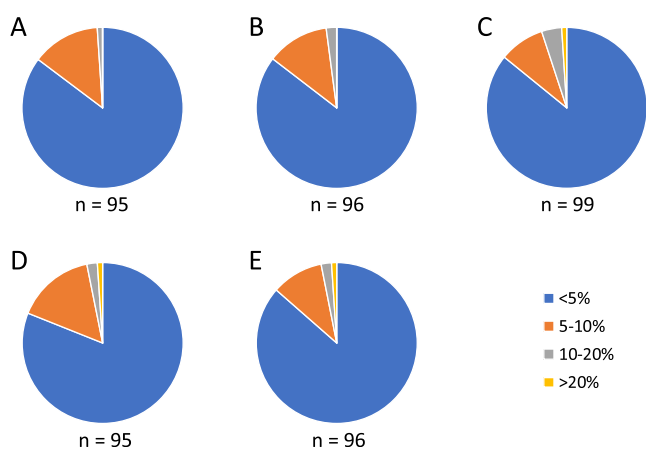 A
B
C
n = 95
n = 96
n = 99
D
E
<5%
5-10%
10-20%
>20%
n = 95
n = 96